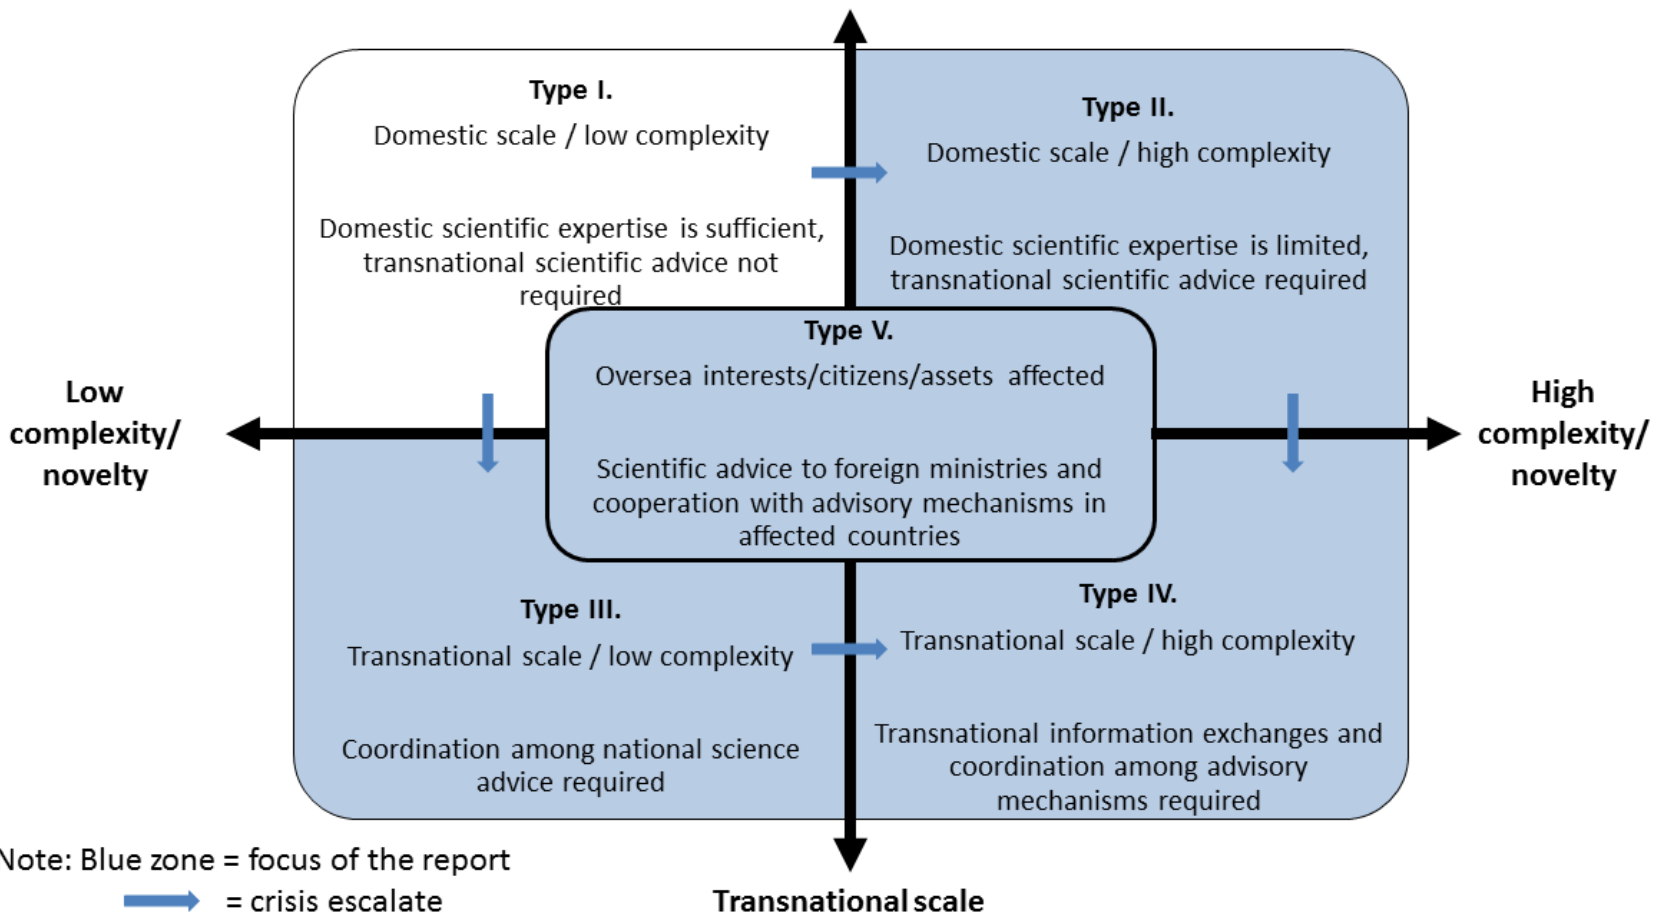 Type I.
Domestic scale / low complexity
Domestic scientific expertise is sufficient,
transnational scientific advice not
required
Type II.
Domestic scale / high complexity
Domestic scientific expertise is limited,
transnational scientific advice required
Type V.
Oversea interests/citizens/assets affected
Scientific advice to foreign ministries and
cooperation with advisory mechanisms in
affected countries
Low
complexity/
novelty
High
complexity/
novelty
Type III.
Transnational scale / low complexity
Coordination among national science
advice required
Type IV.
Transnational scale / high complexity
Transnational information exchanges and
coordination among advisory
mechanisms required
Note: Blue zone = focus of the report
= crisis escalate
Transnational scale